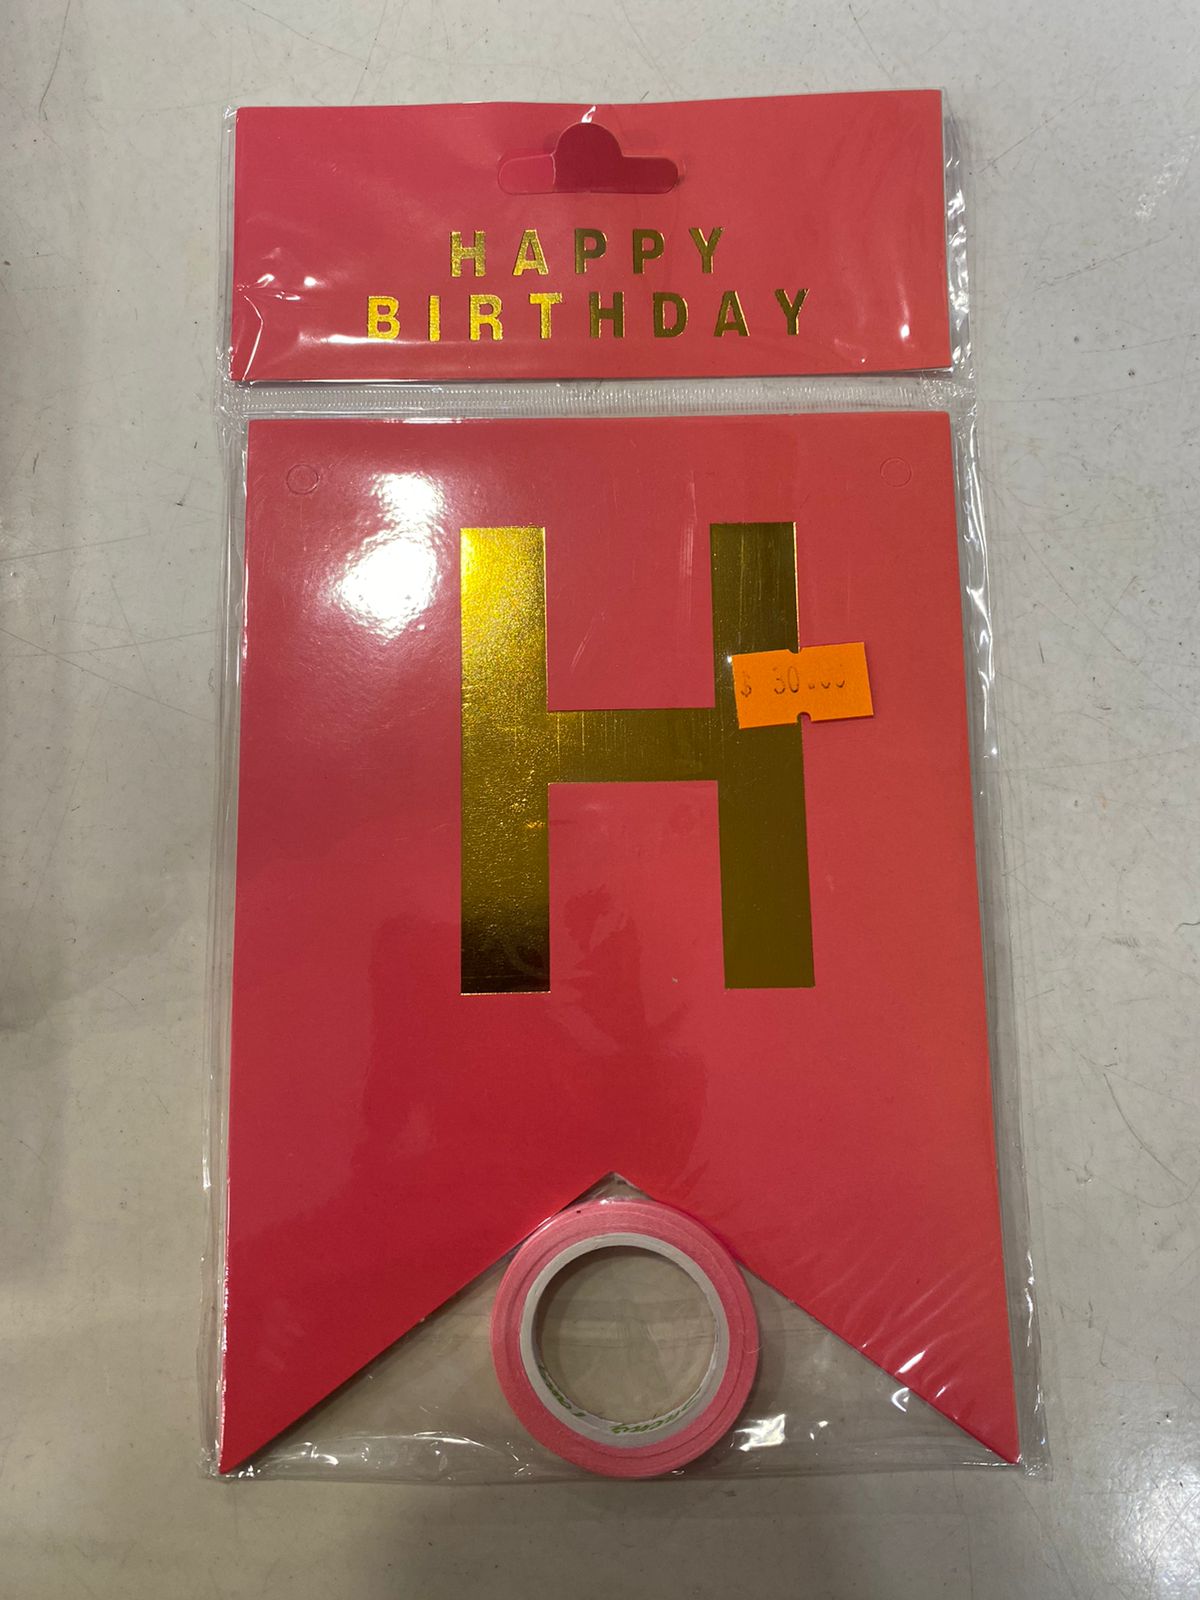 HAPPY
BIRTHDAY
H
$ 30.00